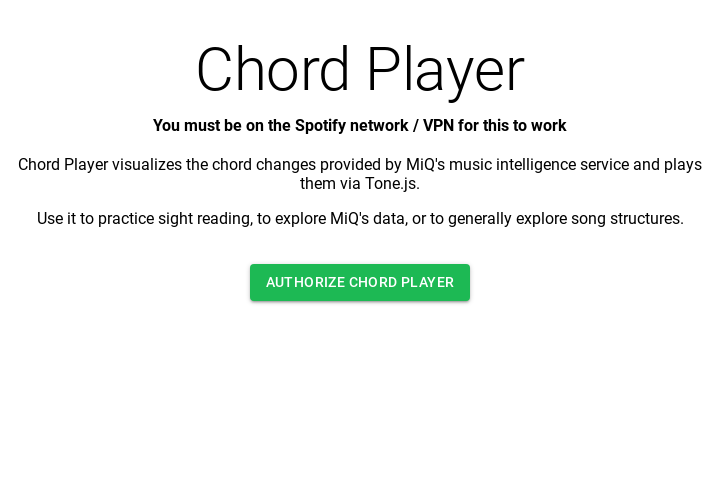 Chord Player
You must be on the Spotify network / VPN for this to work
Chord Player visualizes the chord changes provided by MiQ's music intelligence service and plays
them via Tone.js.
Use it to practice sight reading, to explore MiQ's data, or to generally explore song structures.
AUTHORIZE CHORD PLAYER